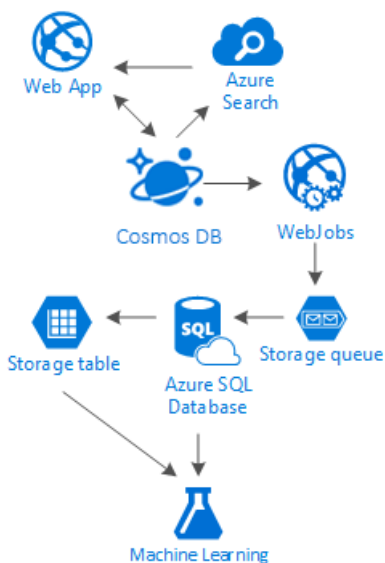 Web App
Azure
Search
Cosmos DB
WebJobs
Storage table
SQL
Azure SQL
Database
Storage queue
Machine Learning